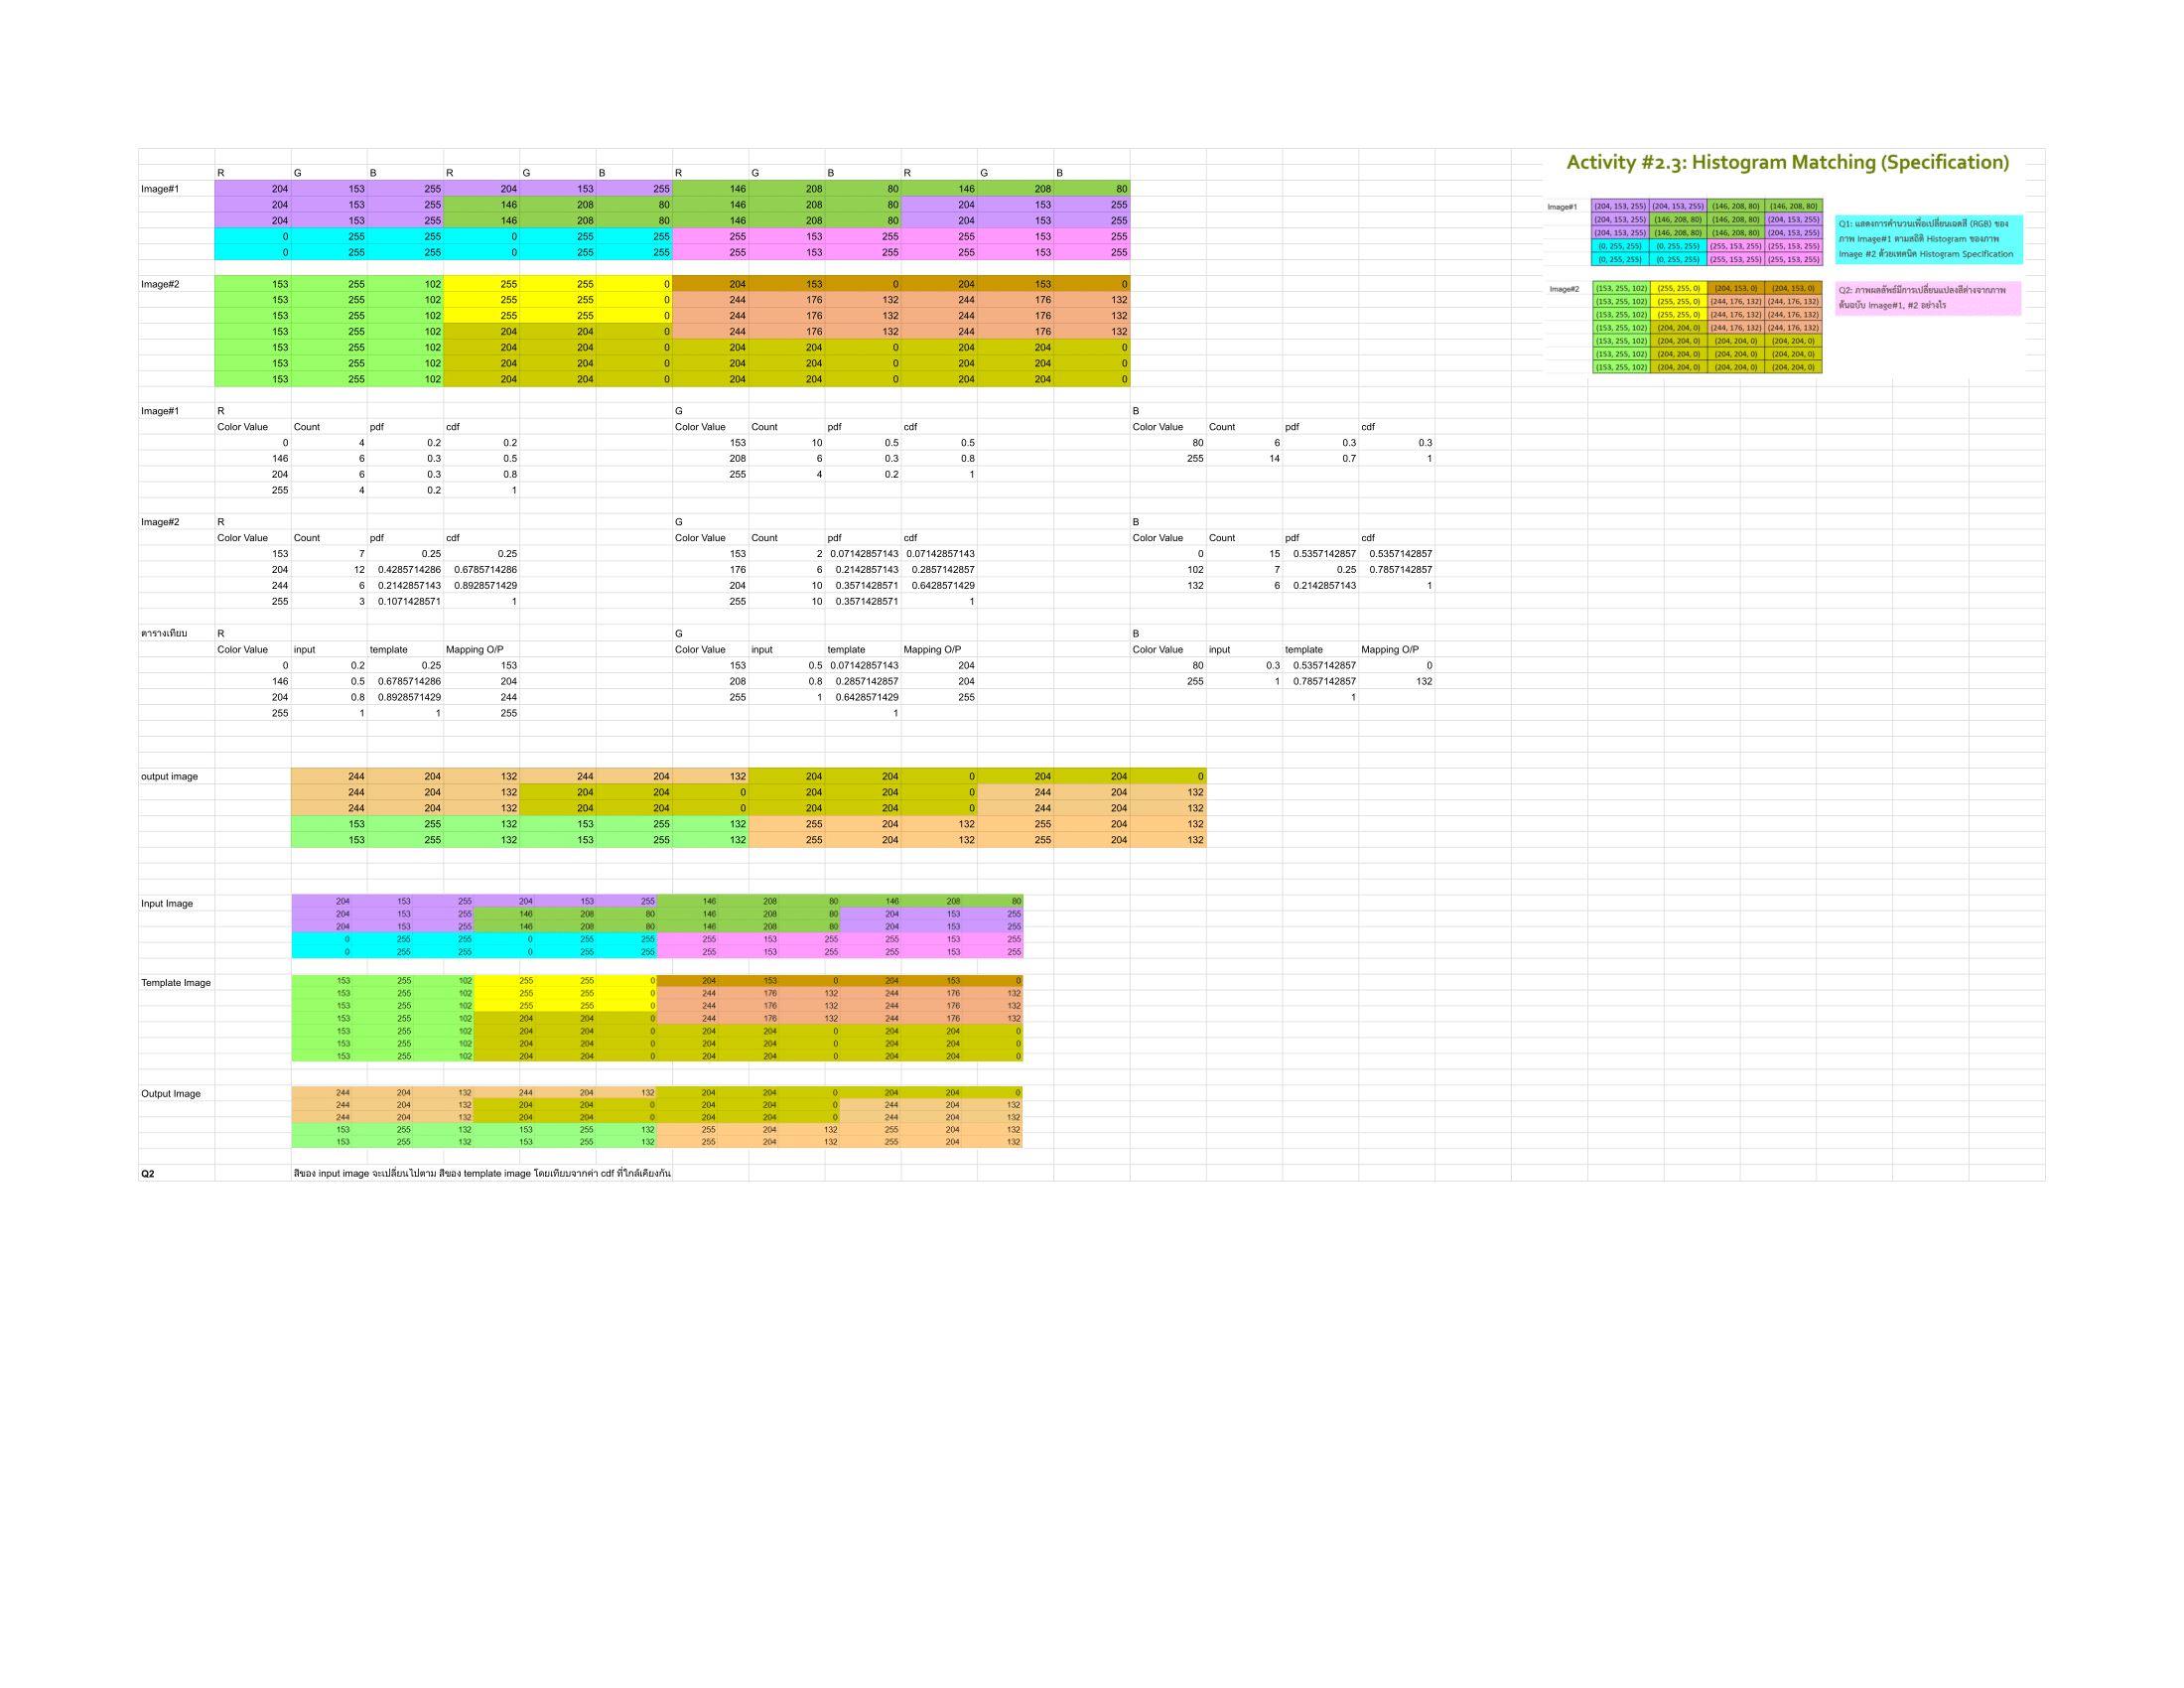 Activity #2.3: Histogram Matching (Specification)
R G B R G B R G B R G B
Image#1 204 153 255 204 153 255 146 208 80 146 208 80
204 153 255 146 208 80 146 208 80 204 153 255
204 153 255 146 208 80 146 208 80 204 153 255
0 255 255 0 255 255 255 153 255 255 153 255
0 255 255 0 255 255 255 153 255 255 153 255
Image#2 153 255 102 255 255 0 204 153 0 204 153 0
153 255 102 255 255 0 244 176 132 244 176 132
153 255 102 255 255 0 244 176 132 244 176 132
153 255 102 204 204 0 244 176 132 244 176 132
153 255 102 204 204 0 204 204 0 204 204 0
153 255 102 204 204 0 204 204 0 204 204 0
153 255 102 204 204 0 204 204 0 204 204 0
Image#1 (204, 153, 255) (204, 153, 255) (146, 208, 80) (146, 208, 80)
(204, 153, 255) (146, 208, 80) (146, 208, 80) (204, 153, 255)
(204, 153, 255) (146, 208, 80) (146, 208, 80) (204, 153, 255)
(0, 255, 255) (0, 255, 255) (255, 153, 255) (255, 153, 255)
(0, 255, 255) (0, 255, 255) (255, 153, 255) (255, 153, 255)
Q1: แสดงการคำนวนเพื่อเปลี่ยนเฉดสี (RGB) ของ
ภาพ Image#1 ตามสถิติ Histogram ของภาพ
Image #2 ด้วยเทคนิค Histogram Specification
Image#2 (153, 255, 102) (255, 255, 0) (204, 153, 0) (204, 153, 0)
(153, 255, 102) (255, 255, 0) (244, 176, 132) (244, 176, 132)
(153, 255, 102) (255, 255, 0) (244, 176, 132) (244, 176, 132)
(153, 255, 102) (204, 204, 0) (244, 176, 132) (244, 176, 132)
(153, 255, 102) (204, 204, 0) (204, 204, 0) (204, 204, 0)
(153, 255, 102) (204, 204, 0) (204, 204, 0) (204, 204, 0)
(153, 255, 102) (204, 204, 0) (204, 204, 0) (204, 204, 0)
Q2: ภาพผลลัพธ์มีการเปลี่ยนแปลงสีต่างจากภาพ
ต้นฉบับ Image#1, #2 อย่างไร
Image#1 R G B
Color Value Count pdf cdf Color Value Count pdf cdf Color Value Count pdf cdf
0 4 0.2 0.2 153 10 0.5 0.5 80 6 0.3 0.3
146 6 0.3 0.5 208 6 0.3 0.8 255 14 0.7 1
204 6 0.3 0.8 255 4 0.2 1
255 4 0.2 1
Image#2 R G B
Color Value Count pdf cdf Color Value Count pdf cdf Color Value Count pdf cdf
153 7 0.25 0.25 153 2 0.07142857143 0.07142857143 0 15 0.5357142857 0.5357142857
204 12 0.4285714286 0.6785714286 176 6 0.2142857143 0.2857142857 102 7 0.25 0.7857142857
244 6 0.2142857143 0.8928571429 204 10 0.3571428571 0.6428571429 132 6 0.2142857143 1
255 3 0.1071428571 1 255 10 0.3571428571 1
ตารางเทียบ R G B
Color Value input template Mapping O/P Color Value input template Mapping O/P Color Value input template Mapping O/P
0 0.2 0.25 153 153 0.5 0.07142857143 204 80 0.3 0.5357142857 0
146 0.5 0.6785714286 204 208 0.8 0.2857142857 204 255 1 0.7857142857 132
204 0.8 0.8928571429 244 255 1 0.6428571429 255 1
255 1 1 255 1
output image 244 204 132 244 204 132 204 204 0 204 204 0
244 204 132 204 204 0 204 204 0 244 204 132
244 204 132 204 204 0 204 204 0 244 204 132
153 255 132 153 255 132 255 204 132 255 204 132
153 255 132 153 255 132 255 204 132 255 204 132
Input Image 204 153 255 204 153 255 146 208 80 146 208 80
204 153 255 146 208 80 146 208 80 204 153 255
204 153 255 146 208 80 146 208 80 204 153 255
0 255 255 0 255 255 255 153 255 255 153 255
0 255 255 0 255 255 255 153 255 255 153 255
Template Image 153 255 102 255 255 0 204 153 0 204 153 0
153 255 102 255 255 0 244 176 132 244 176 132
153 255 102 255 255 0 244 176 132 244 176 132
153 255 102 204 204 0 244 176 132 244 176 132
153 255 102 204 204 0 204 204 0 204 204 0
153 255 102 204 204 0 204 204 0 204 204 0
153 255 102 204 204 0 204 204 0 204 204 0
Output Image 244 204 132 244 204 132 204 204 0 204 204 0
244 204 132 204 204 0 204 204 0 244 204 132
244 204 132 204 204 0 204 204 0 244 204 132
153 255 132 153 255 132 255 204 132 255 204 132
153 255 132 153 255 132 255 204 132 255 204 132
Q2 สีของ input image จะเปลี่ยนไปตาม สีของ template image โดยเทียบจากค่า cdf ที่ใกล้เคียงกัน